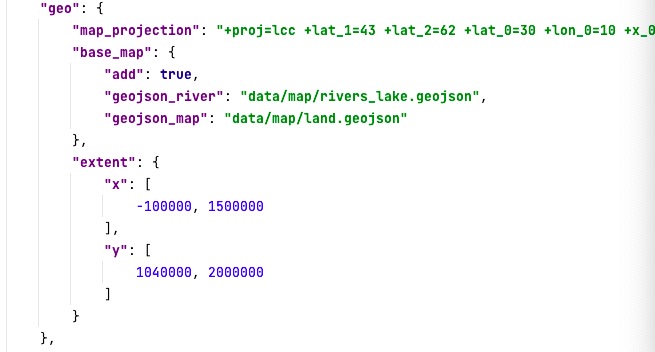 "geo": {
"map_projection": "+proj=lcc +lat_1=43 +lat_2=62 +lat_0=30 +lon_0=10 +x_0
"base_map": {
"add": true,
"geojson_river": "data/map/rivers_lake.geojson",
"geojson_map": "data/map/land.geojson"
},
"extent": {
"x": [
-100000, 1500000
],
"y": [
1040000, 2000000
]
}
},